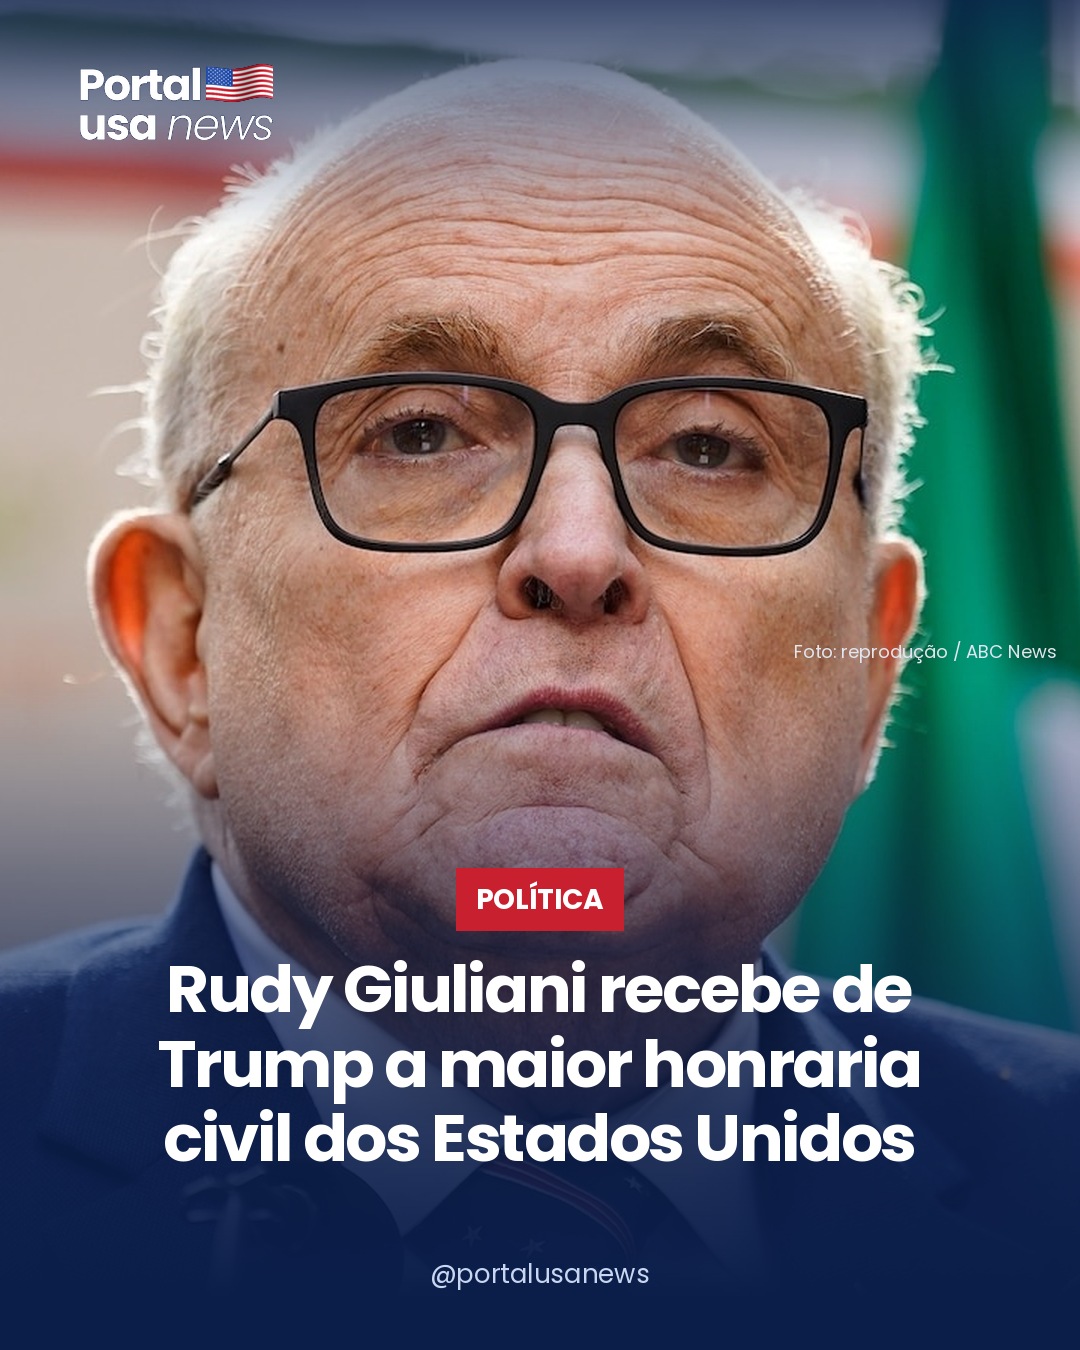 Portal
usa news
Foto: reprodução / ABC News
POLÍTICA
Rudy Giuliani recebe de
Trump a maior honraria
civil dos Estados Unidos
@portalusanews